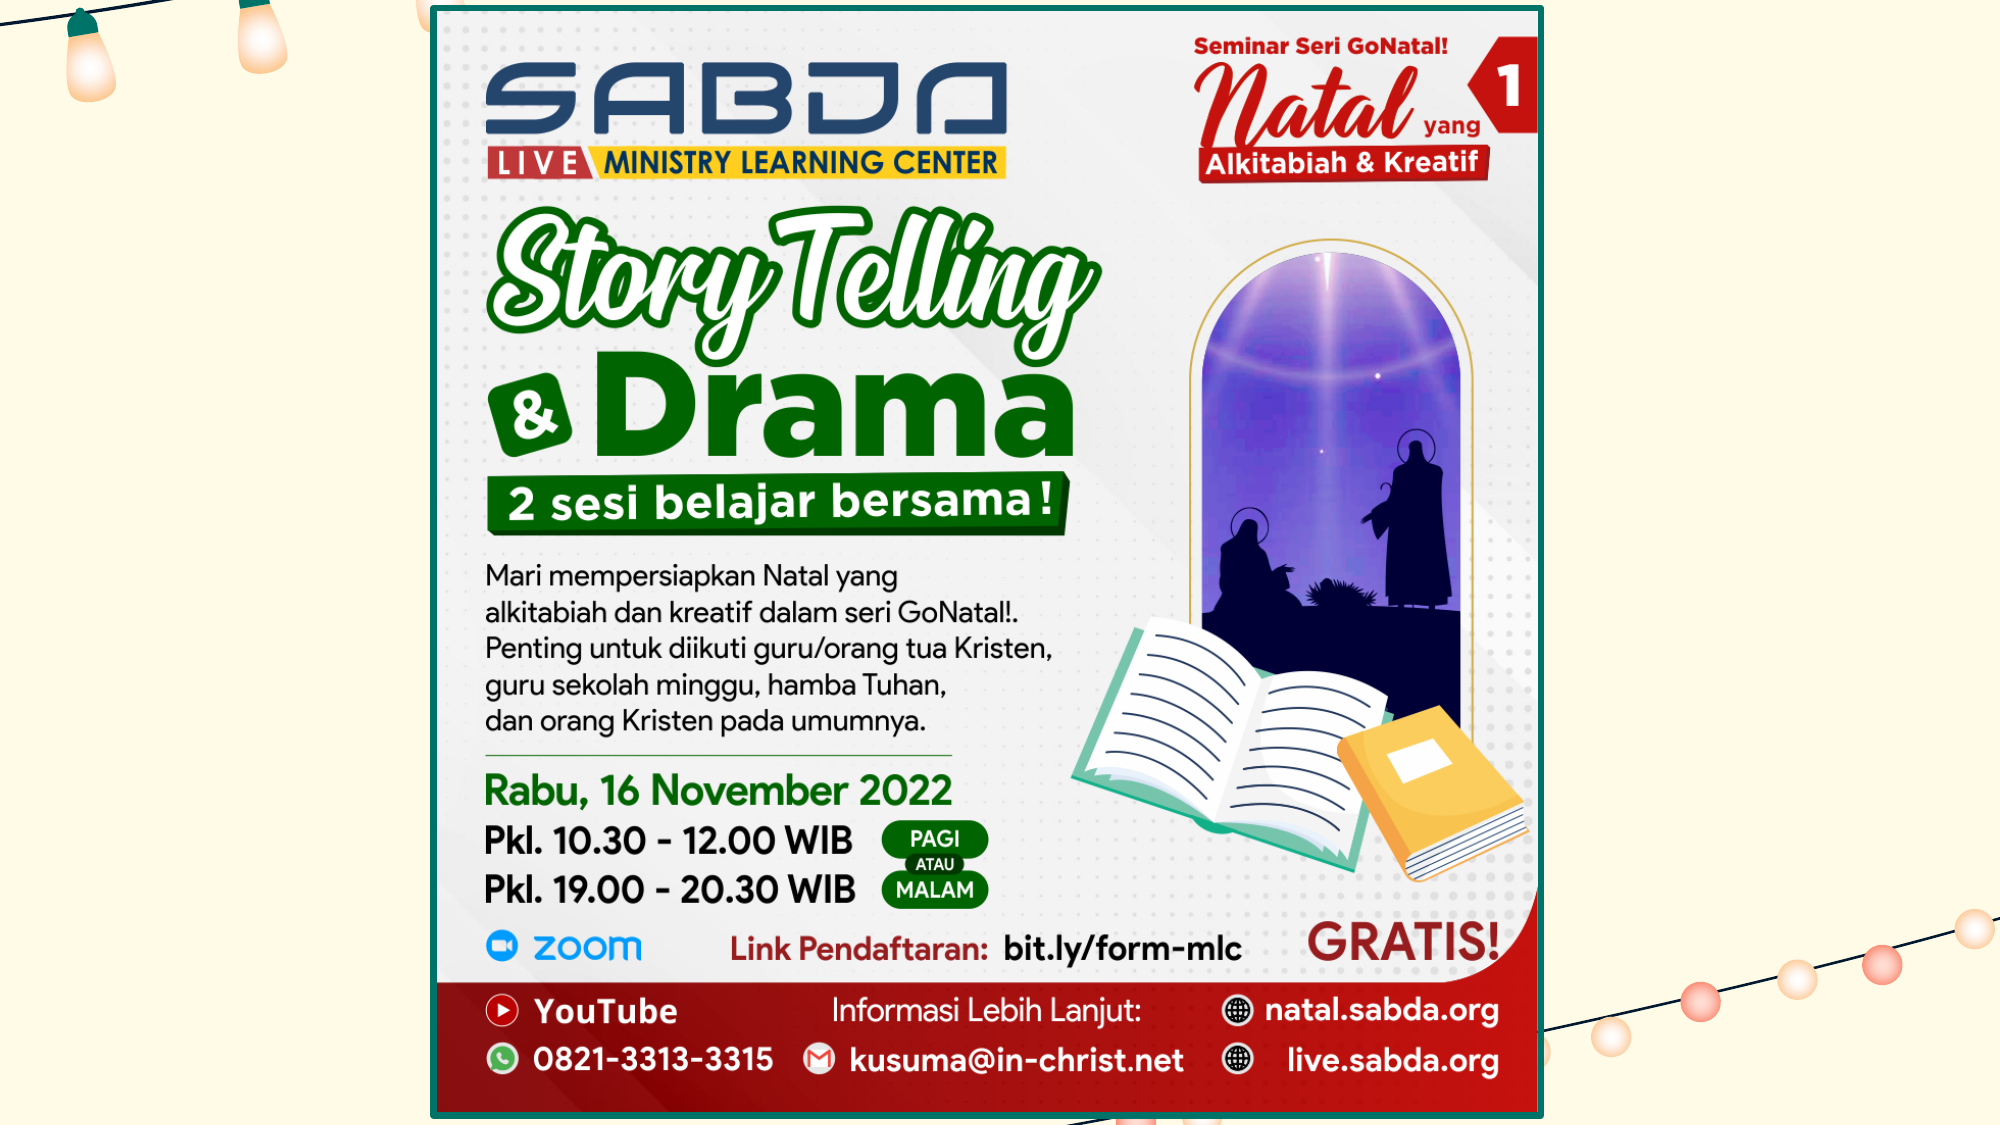 SABDA
LIVE MINISTRY LEARNING CENTER
Seminar Seri GoNatal!
Natal yang
Alkitabiah & Kreatif
1
Story Telling
& Drama
2 sesi belajar bersama!
Mari mempersiapkan Natal yang
alkitabiah dan kreatif dalam seri GoNatal!.
Penting untuk diikuti guru/orang tua Kristen,
guru sekolah minggu, hamba Tuhan,
dan orang Kristen pada umumnya.
Rabu, 16 November 2022
Pkl. 10.30 - 12.00 WIB PAGI
ATAU
Pkl. 19.00 - 20.30 WIB MALAM
zoom Link Pendaftaran: bit.ly/form-mlc GRATIS!
YouTube Informasi Lebih Lanjut: natal.sabda.org
0821-3313-3315 kusuma@in-christ.net live.sabda.org